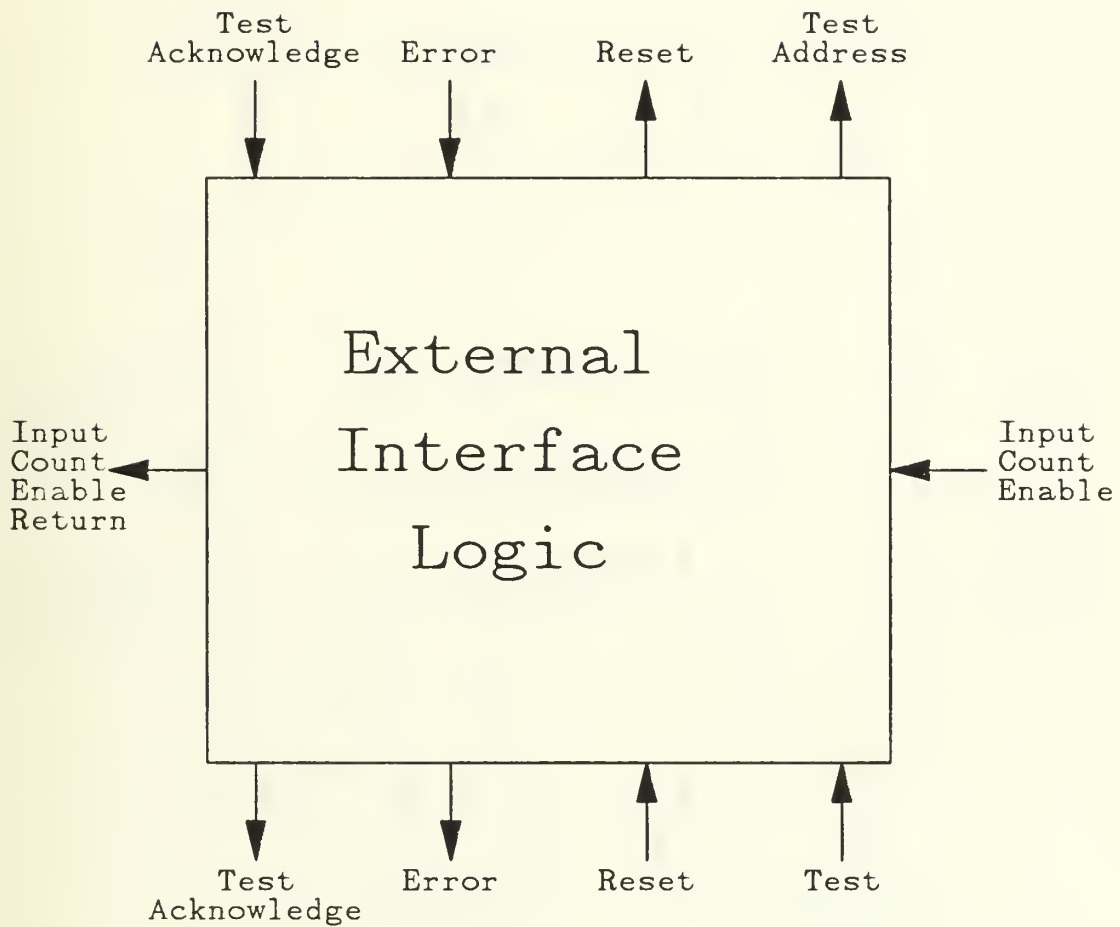 Test
Acknowledge
Error
Reset
Test
Address
External
Interface
Logic
Input
Count
Enable
Return
Input
Count
Enable
Test
Acknowledge
Error
Reset
Test